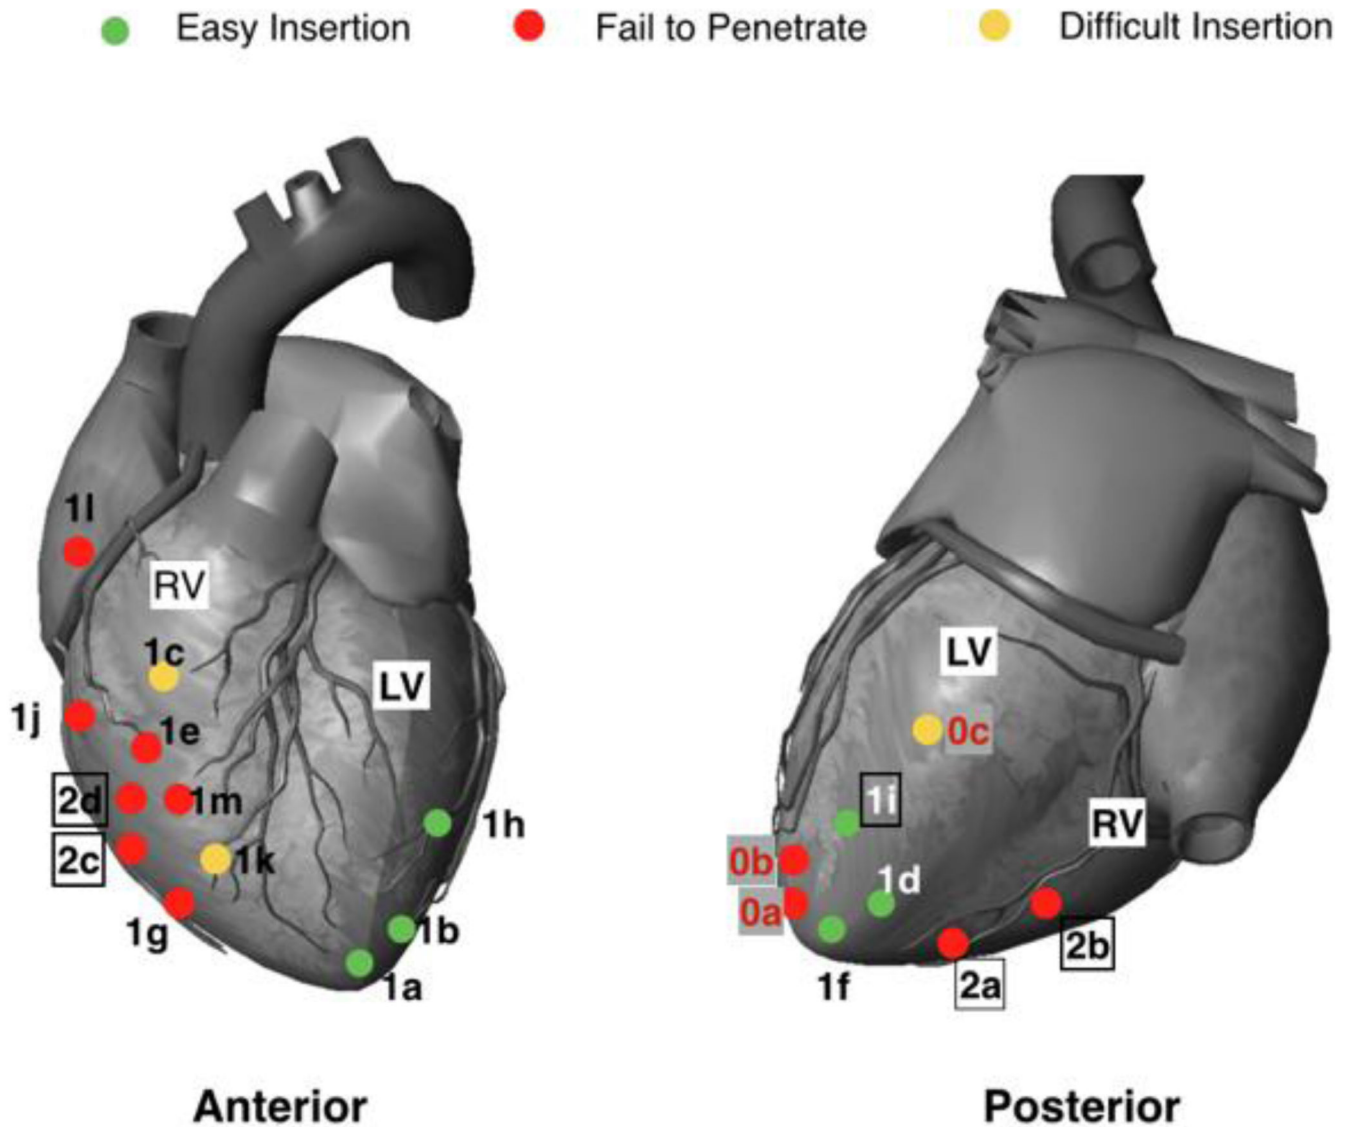 Easy Insertion Fail to Penetrate Difficult Insertion
1l
RV
1c
LV
1j
1e
2d
1m
1h
2c
1k
1g
1b
1a
LV
0c
1i
RV
0b
1d
0a
2b
1f
2a
Anterior Posterior